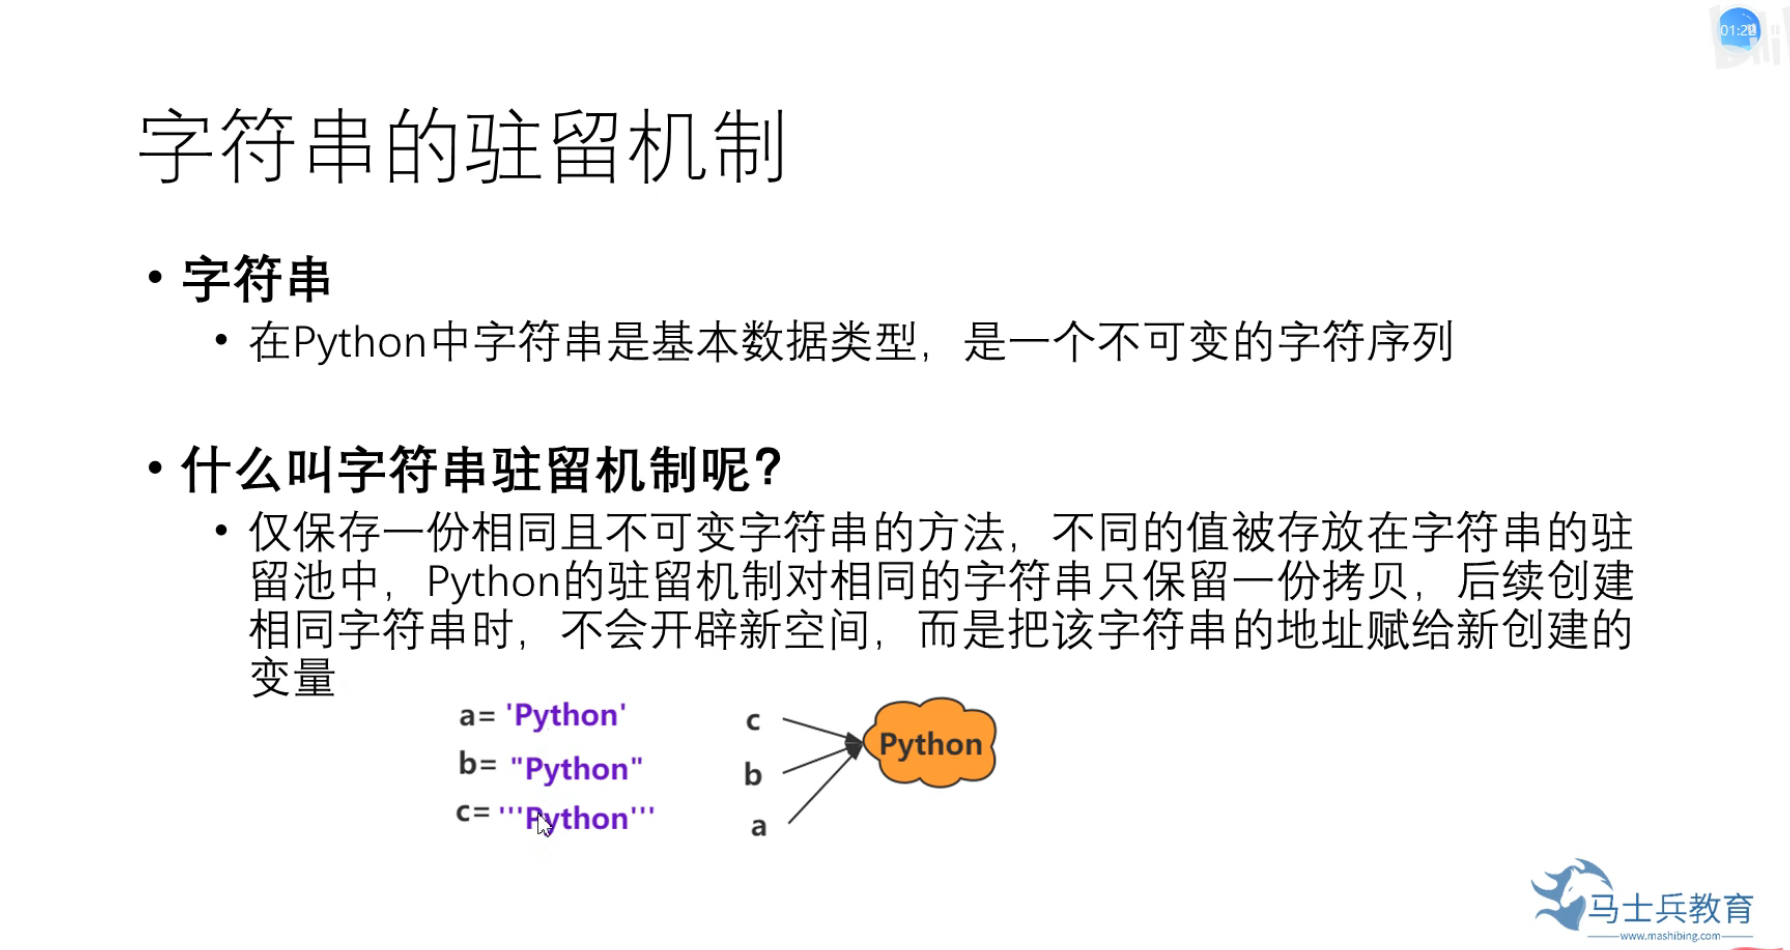 01:2
字符串的驻留机制
• 字符串
• 在Python中字符串是基本数据类型，是一个不可变的字符序列
• 什么叫字符串驻留机制呢？
• 仅保存一份相同且不可变字符串的方法，不同的值被存放在字符串的驻
留池中，Python的驻留机制对相同的字符串只保留一份拷贝，后续创建
相同字符串时，不会开辟新空间，而是把该字符串的地址赋给新创建的
变量
a= 'Python'
b= "Python"
c= '''Python'''
c
b
a
Python
马士兵教育
www.mashibing.com